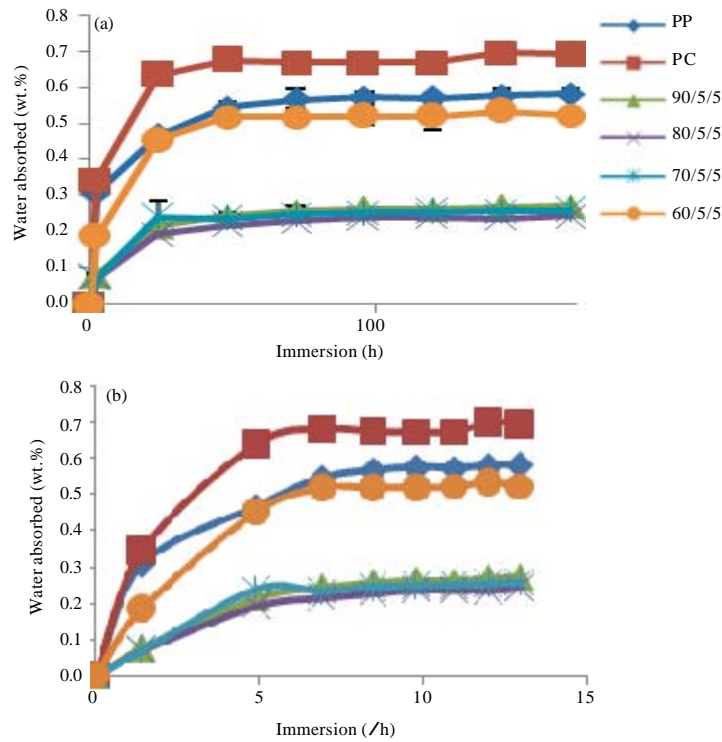 (a)
0.8
0.7
0.6
0.5
0.4
0.3
0.2
0.1
0.0
Water absorbed (wt.%)
0 100
Immersion (h)
PP
PC
90/5/5
80/5/5
70/5/5
60/5/5
(b)
0.8
0.7
0.6
0.5
0.4
0.3
0.2
0.1
0.0
Water absorbed (wt.%)
0 5 10 15
Immersion (/h)